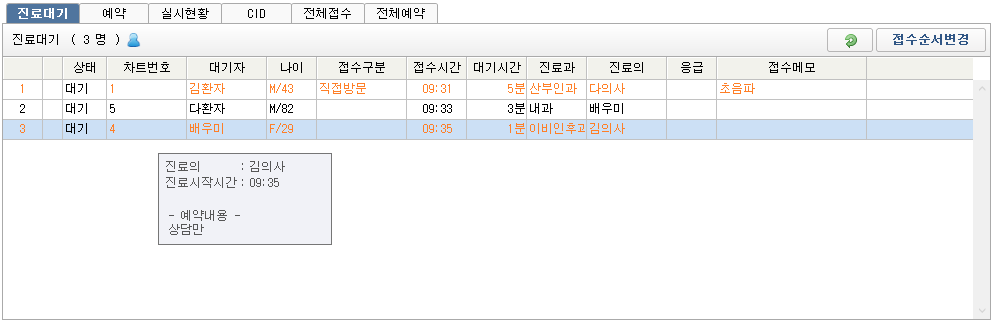 진료대기 예약 실시현황 CID 전체접수 전체예약
진료대기 ( 3 명 ) 접수순서변경
상태 차트번호 대기자 나이 접수구분 접수시간 대기시간 진료과 진료의 응급 접수메모
1 대기 1 김환자 M/43 직접방문 09:31 5분 산부인과 다의사 초음파
2 대기 5 다환자 M/82 09:33 3분 내과 배우미
3 대기 4 배우미 F/29 09:35 1분 이비인후과 김의사
진료의 : 김의사
진료시작시간 : 09:35
- 예약내용 -
상담만